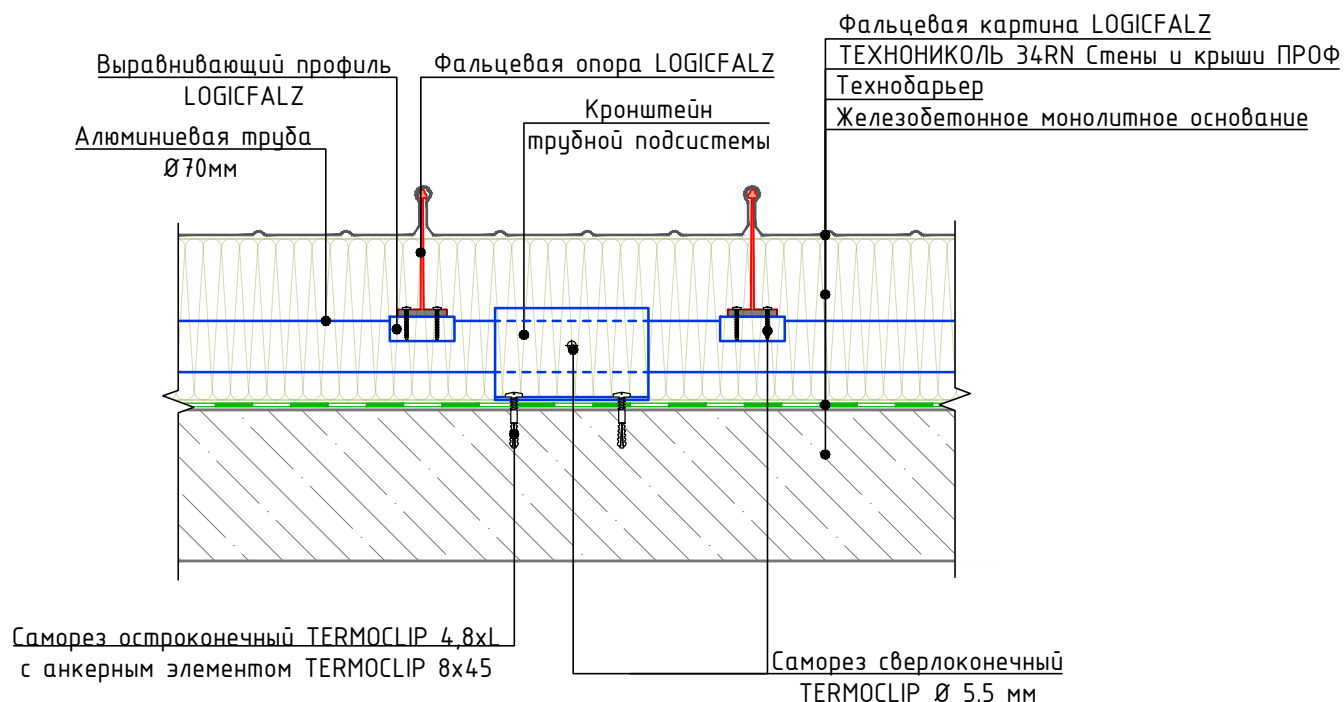 Фальцевая картина LOGICFALZ
ТЕХНОНИКОЛЬ 34RN Стены и крыши ПРОФ
Технобарьер
Железобетонное монолитное основание
Выравнивающий профиль
LOGICFALZ
Фальцевая опора LOGICFALZ
Кронштейн
трубной подсистемы
Алюминиевая труба
Ø70мм
Саморез остроконечный TERMOCLIP 4,8xL
с анкерным элементом TERMOCLIP 8x45
Саморез сверлоконечный
TERMOCLIP Ø 5.5 мм